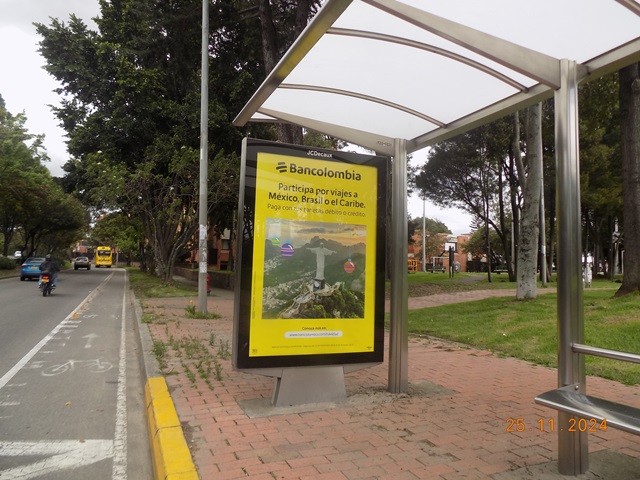 JCDecaux
Bancolombia
Participa por viajes a
México, Brasil o el Caribe.
Paga con tus tarjetas débito o crédito
25.11.2024